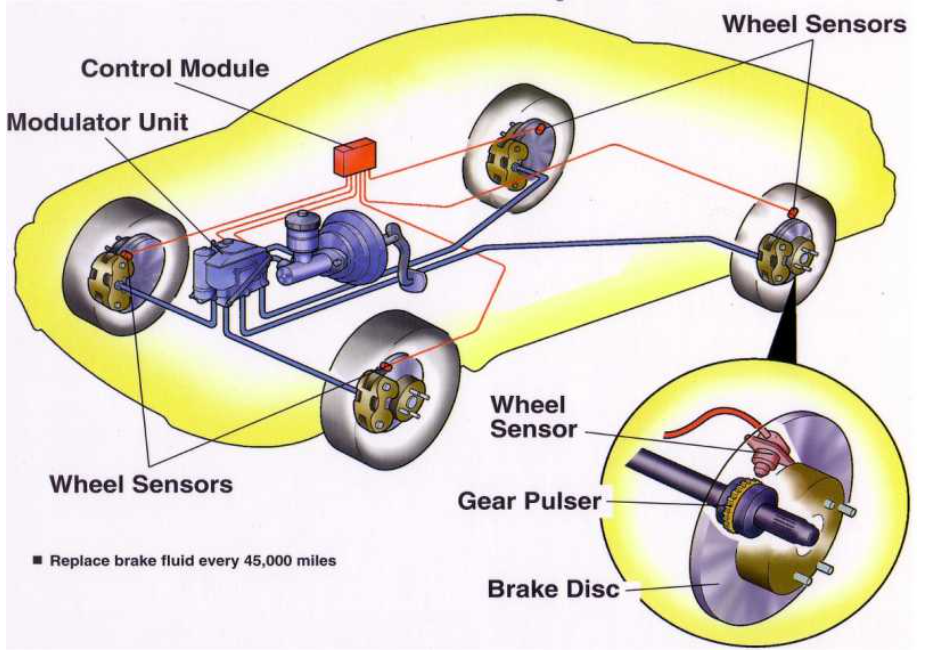 Wheel Sensors
Control Module
Modulator Unit
Wheel
Sensor
Gear Pulser
Wheel Sensors
■ Replace brake fluid every 45,000 miles
Brake Disc